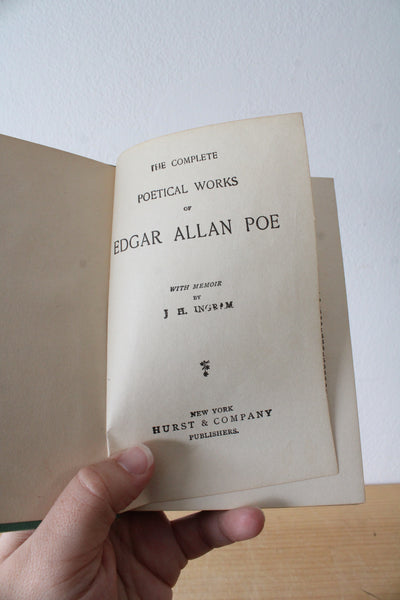 THE COMPLETE
POETICAL WORKS
OF
EDGAR ALLAN POE
WITH MEMOIR
BY
J H. INGRAM
NEW YORK
HURST & COMPANY
PUBLISHERS.